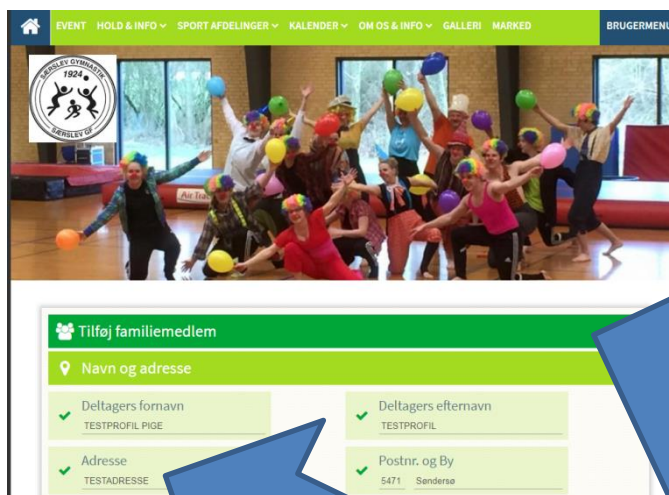 EVENT HOLD & INFO SPORT AFDELINGER KALENDER OM OS & INFO GALLERI MARKED BRUGERMENU
SÆRSLEV GYMNASTIK
1924
SÆRSLEV GF
Air Trac
Tilføj familiemedlem
Navn og adresse
Deltagers fornavn
TESTPROFIL PIGE
Deltagers efternavn
TESTPROFIL
Adresse
TESTADRESSE
Postnr. og By
5471 Søndersø